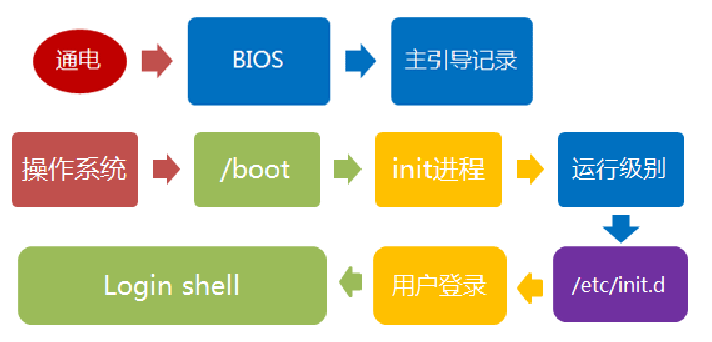 通电
BIOS
主引导记录
操作系统
/boot
init进程
运行级别
/etc/init.d
用户登录
Login shell